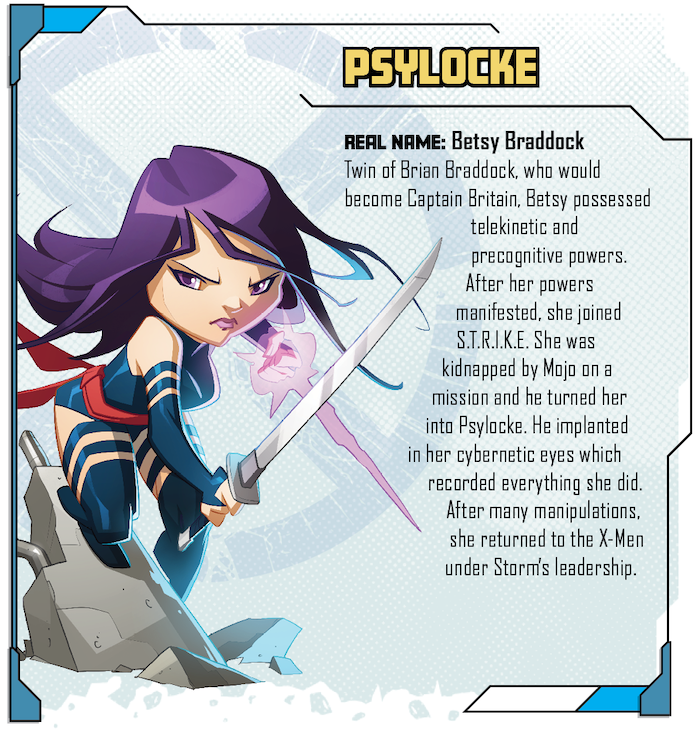 PSYLOCKE
REAL NAME: Betsy Braddock
Twin of Brian Braddock, who would
become Captain Britain, Betsy possessed
telekinetic and
precognitive powers.
After her powers
manifested, she joined
S.T.R.I.K.E. She was
kidnapped by Mojo on a
mission and he turned her
into Psylocke. He implanted
in her cybernetic eyes which
recorded everything she did.
After many manipulations,
she returned to the X-Men
under Storm's leadership.